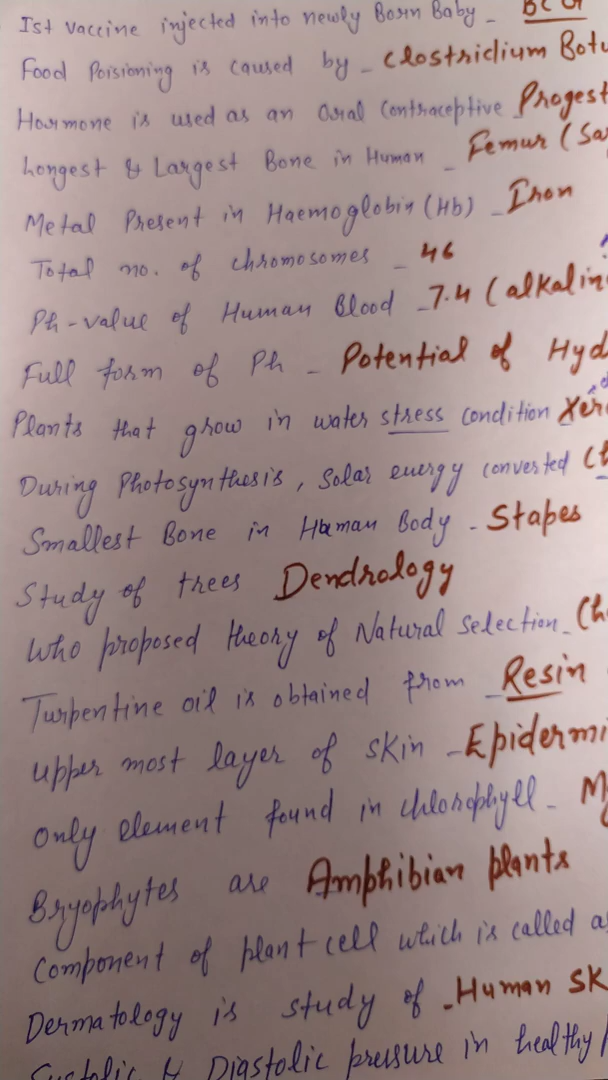 Ist vaccine injected into newly Born Baby - BCG
Food Poisioning is caused by - Clostridium Botu
Hormone is used as an Oral Contraceptive Progest
Longest & Largest Bone in Human - Femur (Sa
Metal Present in Haemoglobin (Hb) - Iron
Total no. of chromosomes - 46
Ph-value of Human Blood - 7.4 (alkalin
Full form of Ph - Potential of Hyd
Plants that grow in water stress condition Xer
During Photosynthesis, Solar energy converted (
Smallest Bone in Human Body - Stapes
Study of trees Dendrology
Who proposed theory of Natural Selection - Ch
Turpentine oil is obtained from - Resin
Upper most layer of skin - Epidermi
Only element found in chlorophyll - M
Bryophytes are Amphibian plants
Component of plant cell which is called as
Dermatology is study of - Human Sk
Systolic & Diastolic pressure in healthy